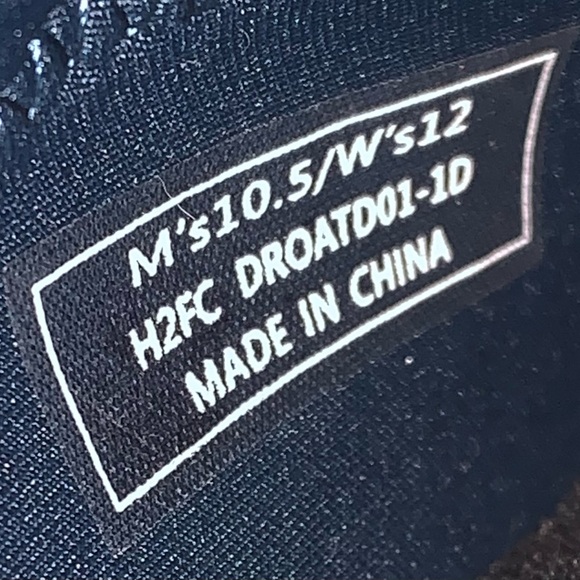 M's10.5/W's12
H2FC DROATD01-1D
MADE IN CHINA